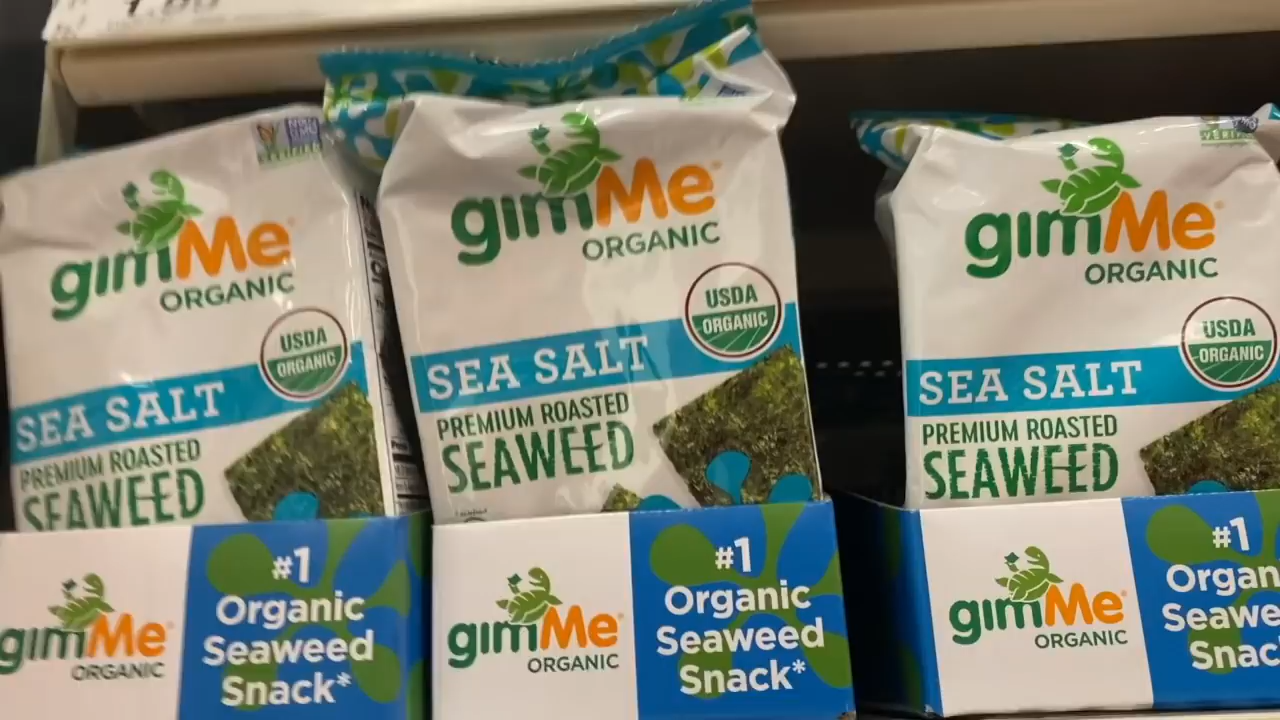 gimMe
ORGANIC
USDA
ORGANIC
SEA SALT
PREMIUM ROASTED
SEAWEED
gimMe
ORGANIC
#1
Organic
Seaweed
Snack*
gimMe
ORGANIC
USDA
ORGANIC
SEA SALT
PREMIUM ROASTED
SEAWEED
gimMe
ORGANIC
#1
Organic
Seaweed
Snack*
VERIFIED
gimMe
ORGANIC
USDA
ORGANIC
SEA SALT
PREMIUM ROASTED
SEAWEED
gimMe
ORGANIC
#1
Organ
Seawe
Snac